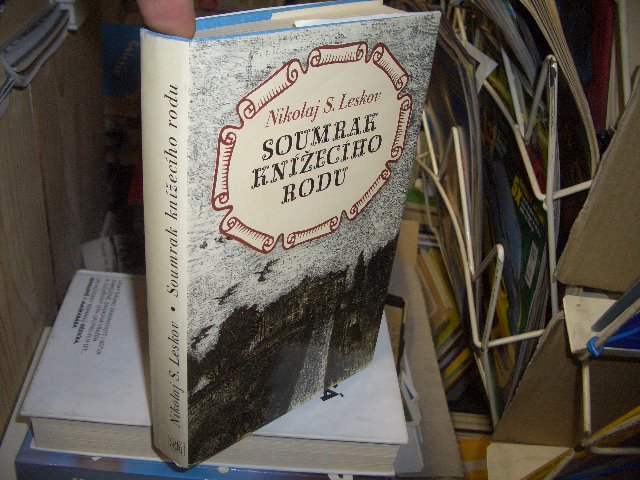 Nikolaj S. Leskov
SOUMRAK
KNÍŽECÍHO
RODU
Nikolaj S. Leskov • Soumrak knížecího rodu